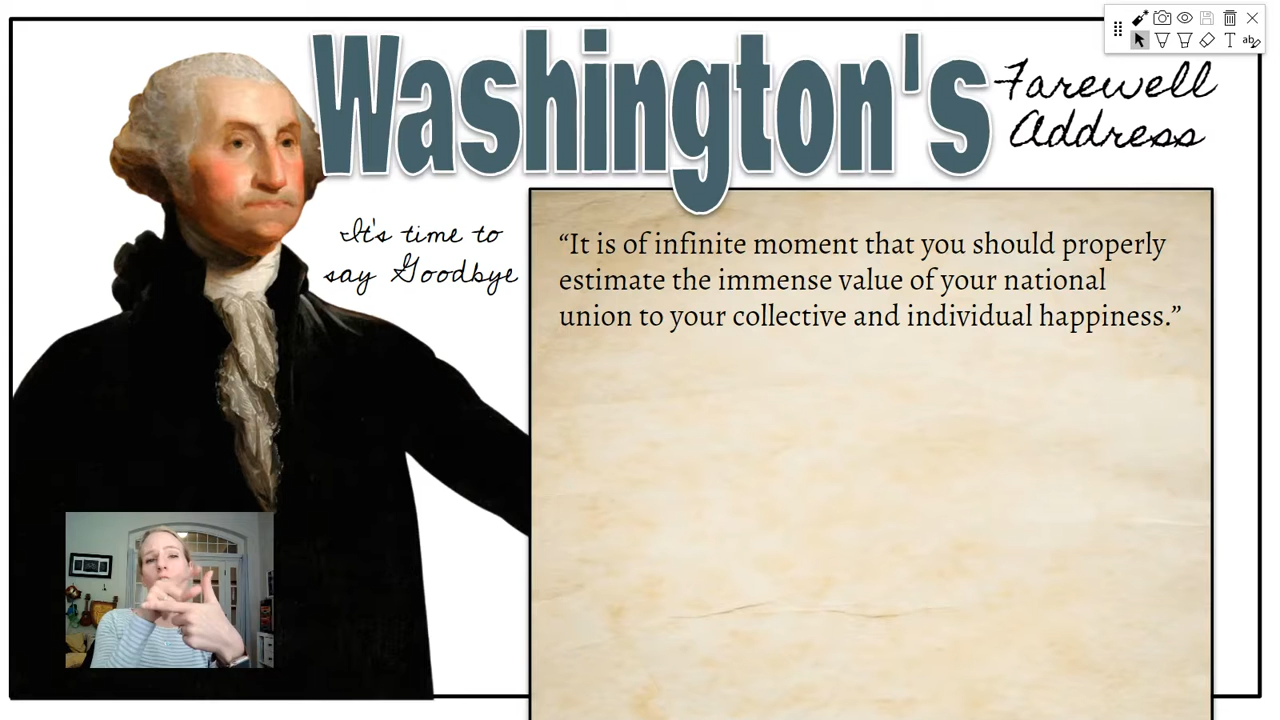 Washington's
Farewell
Address
It's time to
say Goodbye
“It is of infinite moment that you should properly
estimate the immense value of your national
union to your collective and individual happiness.”
T
ab